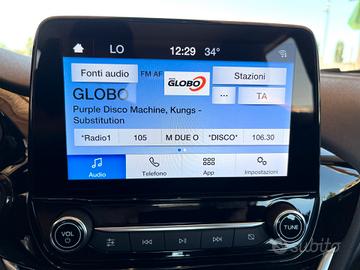 LO 12:29 34°
Fonti audio FM AF GLOBO Stazioni
GLOBO ... TA
Purple Disco Machine, Kungs -
Substitution
*Radio1 105 M DUE O *DISCO* 106.30
Audio Telefono App Impostazioni
VOL TUNE
subito